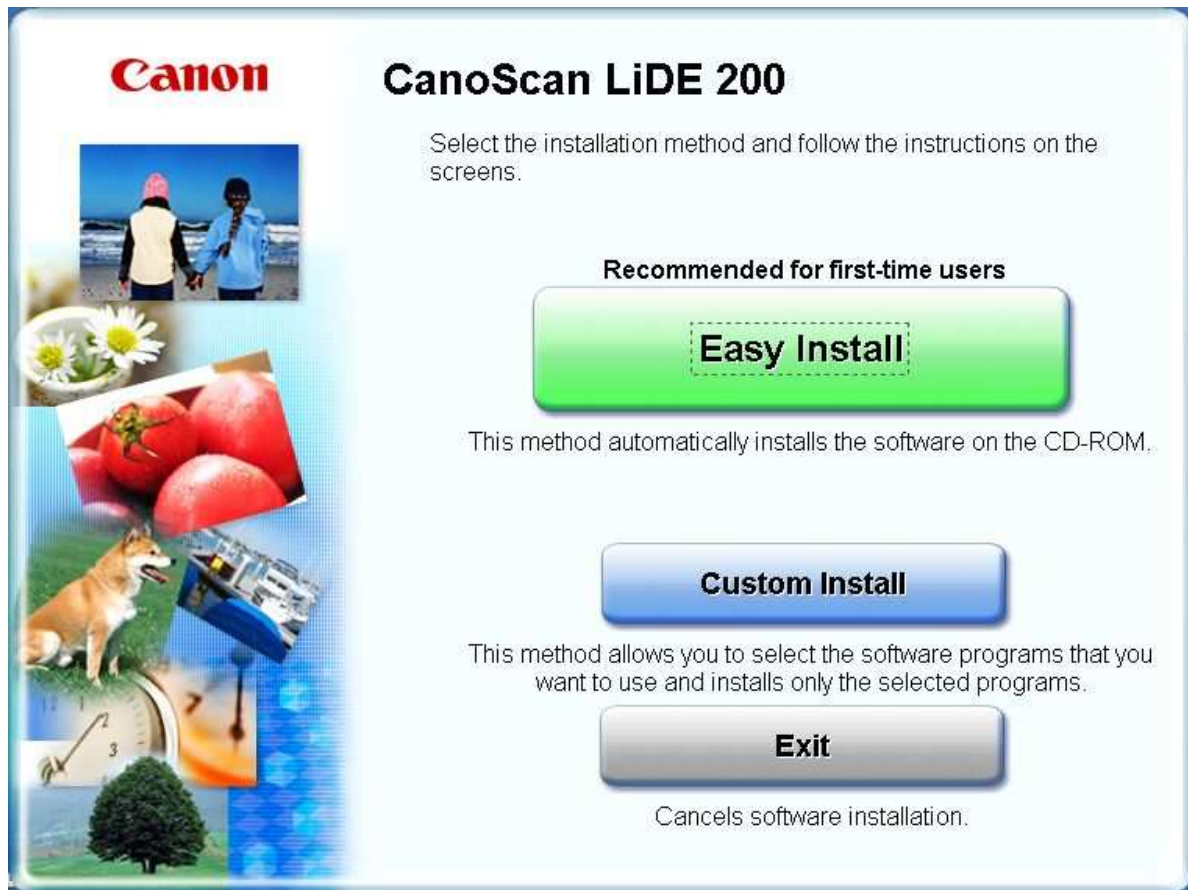 Canon
CanoScan LiDE 200
Select the installation method and follow the instructions on the
screens.
Recommended for first-time users
Easy Install
This method automatically installs the software on the CD-ROM.
Custom Install
This method allows you to select the software programs that you
want to use and installs only the selected programs.
2
3
Exit
Cancels software installation.